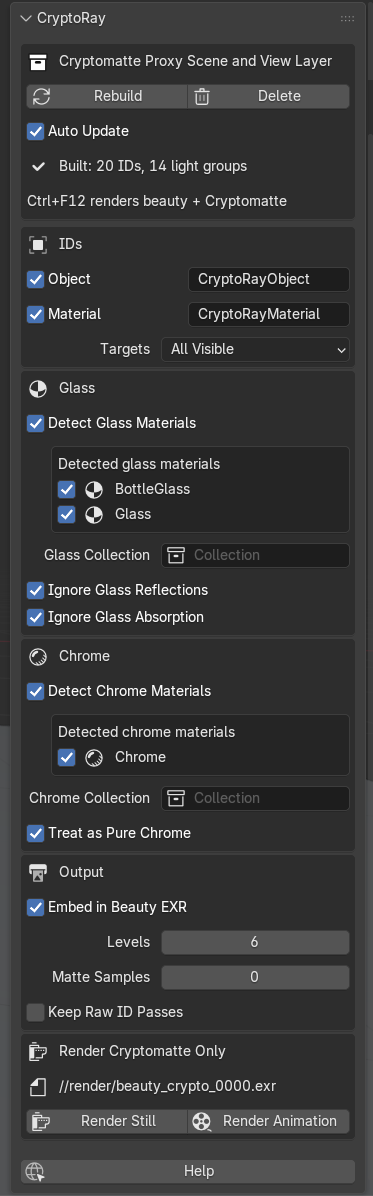 CryptoRay
Cryptomatte Proxy Scene and View Layer
Rebuild Delete
Auto Update
Built: 20 IDs, 14 light groups
Ctrl+F12 renders beauty + Cryptomatte
IDs
Object CryptoRayObject
Material CryptoRayMaterial
Targets All Visible
Glass
Detect Glass Materials
Detected glass materials
BottleGlass
Glass
Glass Collection Collection
Ignore Glass Reflections
Ignore Glass Absorption
Chrome
Detect Chrome Materials
Detected chrome materials
Chrome
Chrome Collection Collection
Treat as Pure Chrome
Output
Embed in Beauty EXR
Levels 6
Matte Samples 0
Keep Raw ID Passes
Render Cryptomatte Only
//render/beauty_crypto_0000.exr
Render Still Render Animation
Help